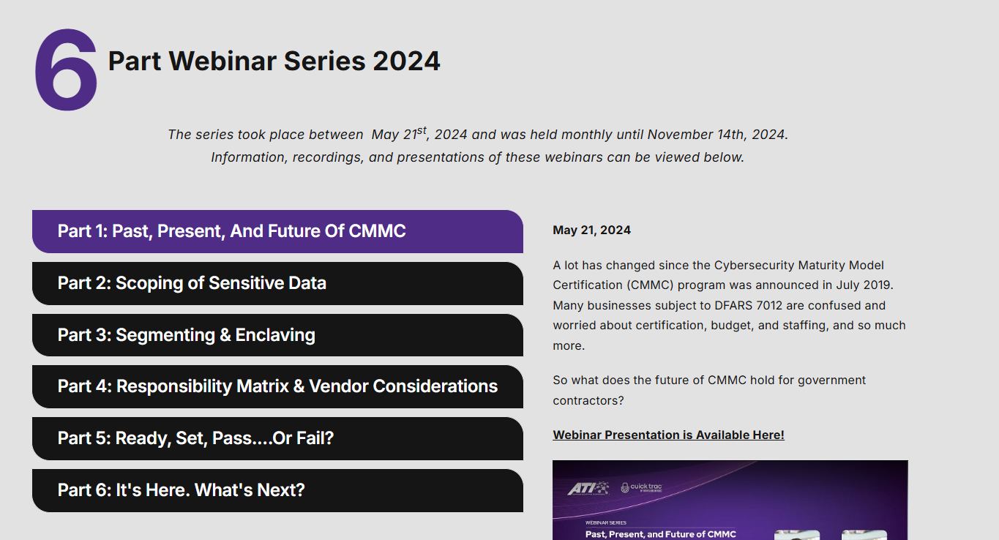 6 Part Webinar Series 2024
The series took place between May 21st, 2024 and was held monthly until November 14th, 2024.
Information, recordings, and presentations of these webinars can be viewed below.
Part 1: Past, Present, And Future Of CMMC
Part 2: Scoping of Sensitive Data
Part 3: Segmenting & Enclaving
Part 4: Responsibility Matrix & Vendor Considerations
Part 5: Ready, Set, Pass....Or Fail?
Part 6: It's Here. What's Next?
May 21, 2024
A lot has changed since the Cybersecurity Maturity Model
Certification (CMMC) program was announced in July 2019.
Many businesses subject to DFARS 7012 are confused and
worried about certification, budget, and staffing, and so much
more.
So what does the future of CMMC hold for government
contractors?
Webinar Presentation is Available Here!
ATI
WEBINAR SERIES
Past, Present, and Future of CMMC